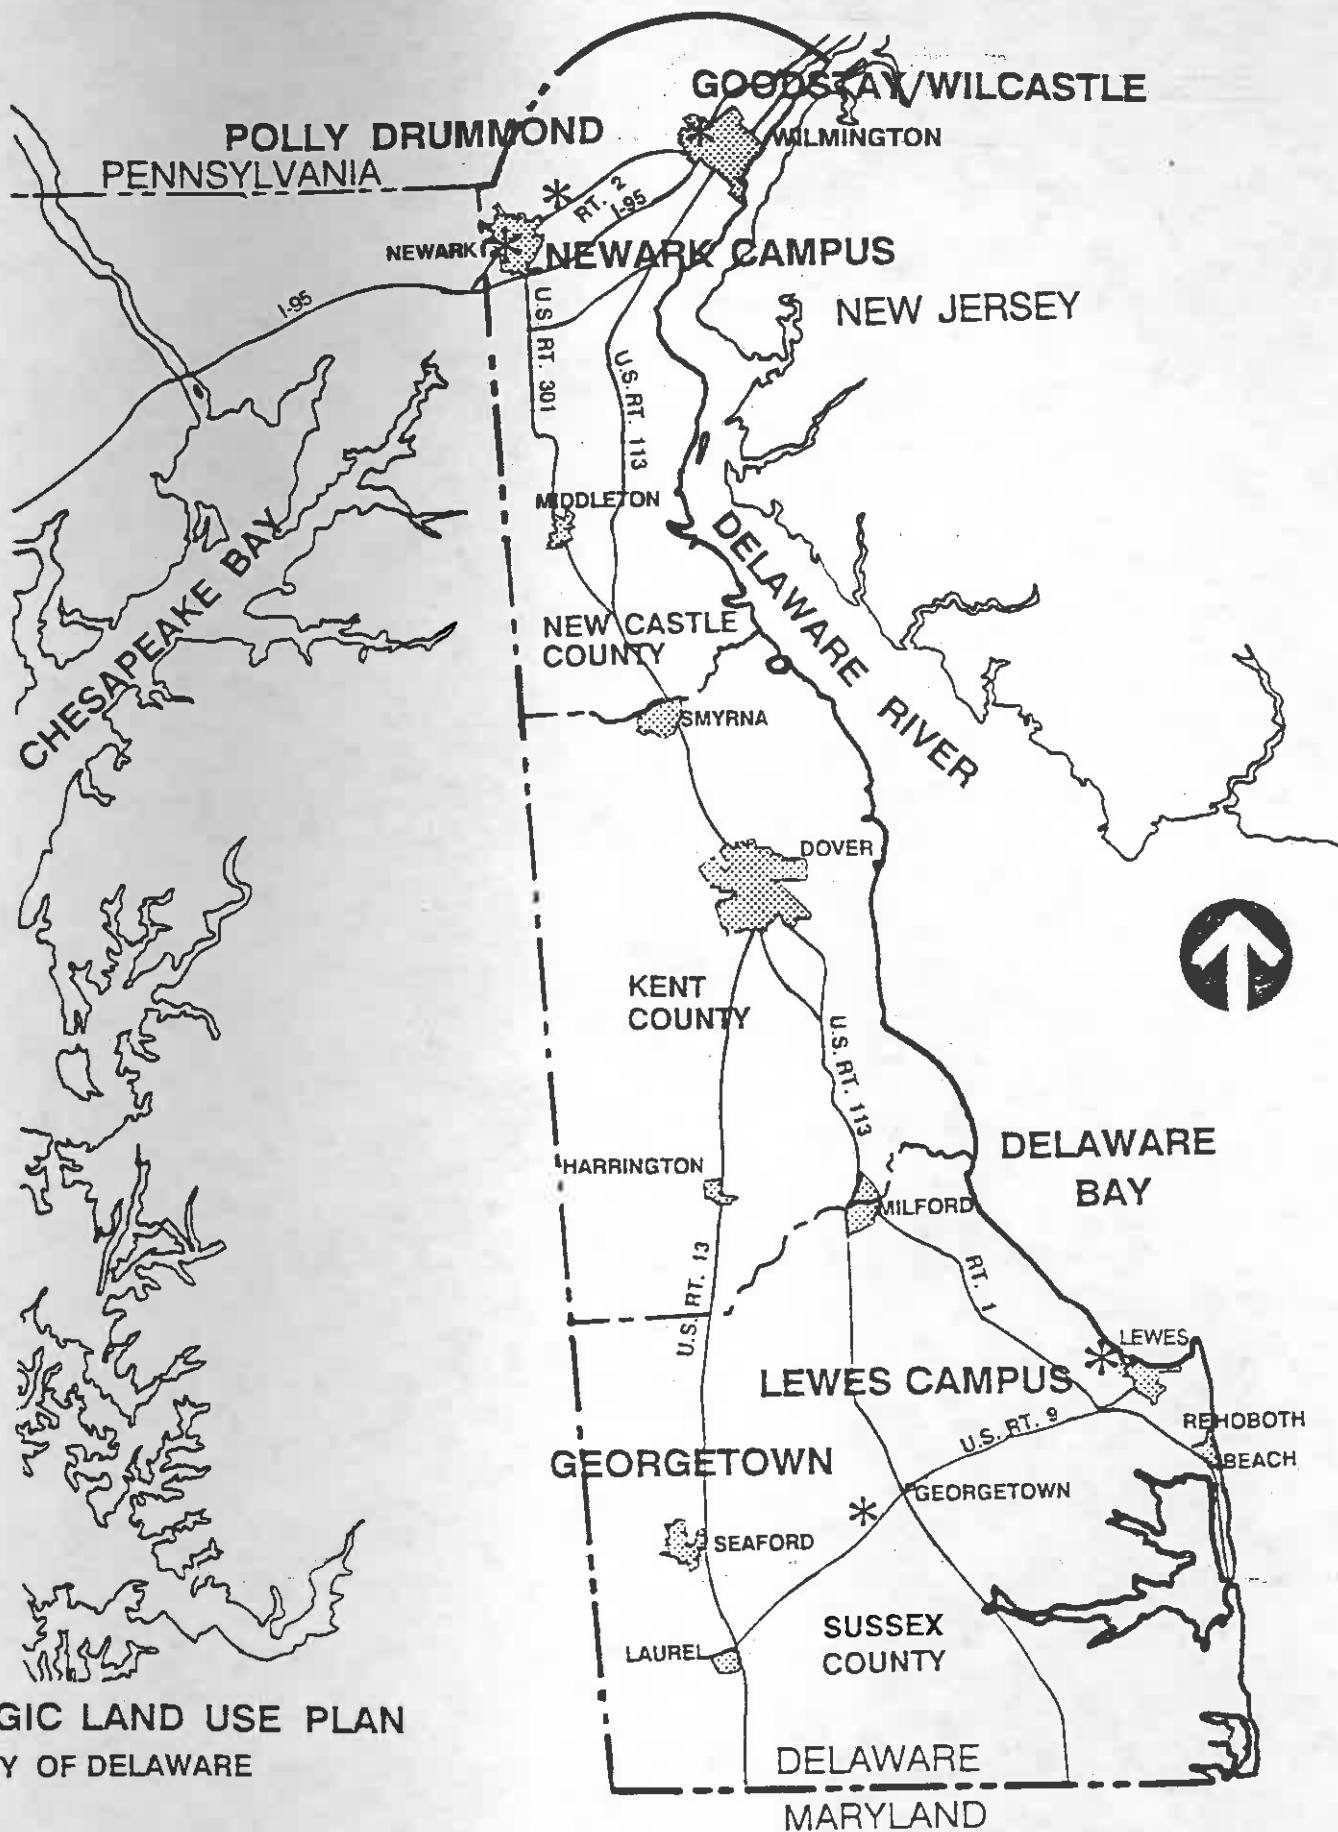 GOODSTAY/WILCASTLE
POLLY DRUMMOND
WILMINGTON
PENNSYLVANIA
RT. 2
I-95
NEWARK
NEWARK CAMPUS
I-95
NEW JERSEY
U.S. RT. 301
U.S. RT. 113
MIDDLETON
CHESAPEAKE BAY
DELAWARE RIVER
NEW CASTLE
COUNTY
SMYRNA
DOVER
KENT
COUNTY
U.S. RT. 113
DELAWARE
BAY
HARRINGTON
MILFORD
U.S. RT. 13
RT. 1
LEWES
LEWES CAMPUS
U.S. RT. 9
REHOBOTH
BEACH
GEORGETOWN
GEORGETOWN
SEAFORD
SUSSEX
COUNTY
LAUREL
GIC LAND USE PLAN
Y OF DELAWARE
DELAWARE
MARYLAND